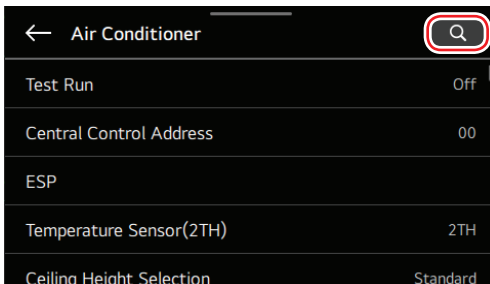 Air Conditioner
Test Run Off
Central Control Address 00
ESP
Temperature Sensor(2TH) 2TH
Ceiling Height Selection Standard